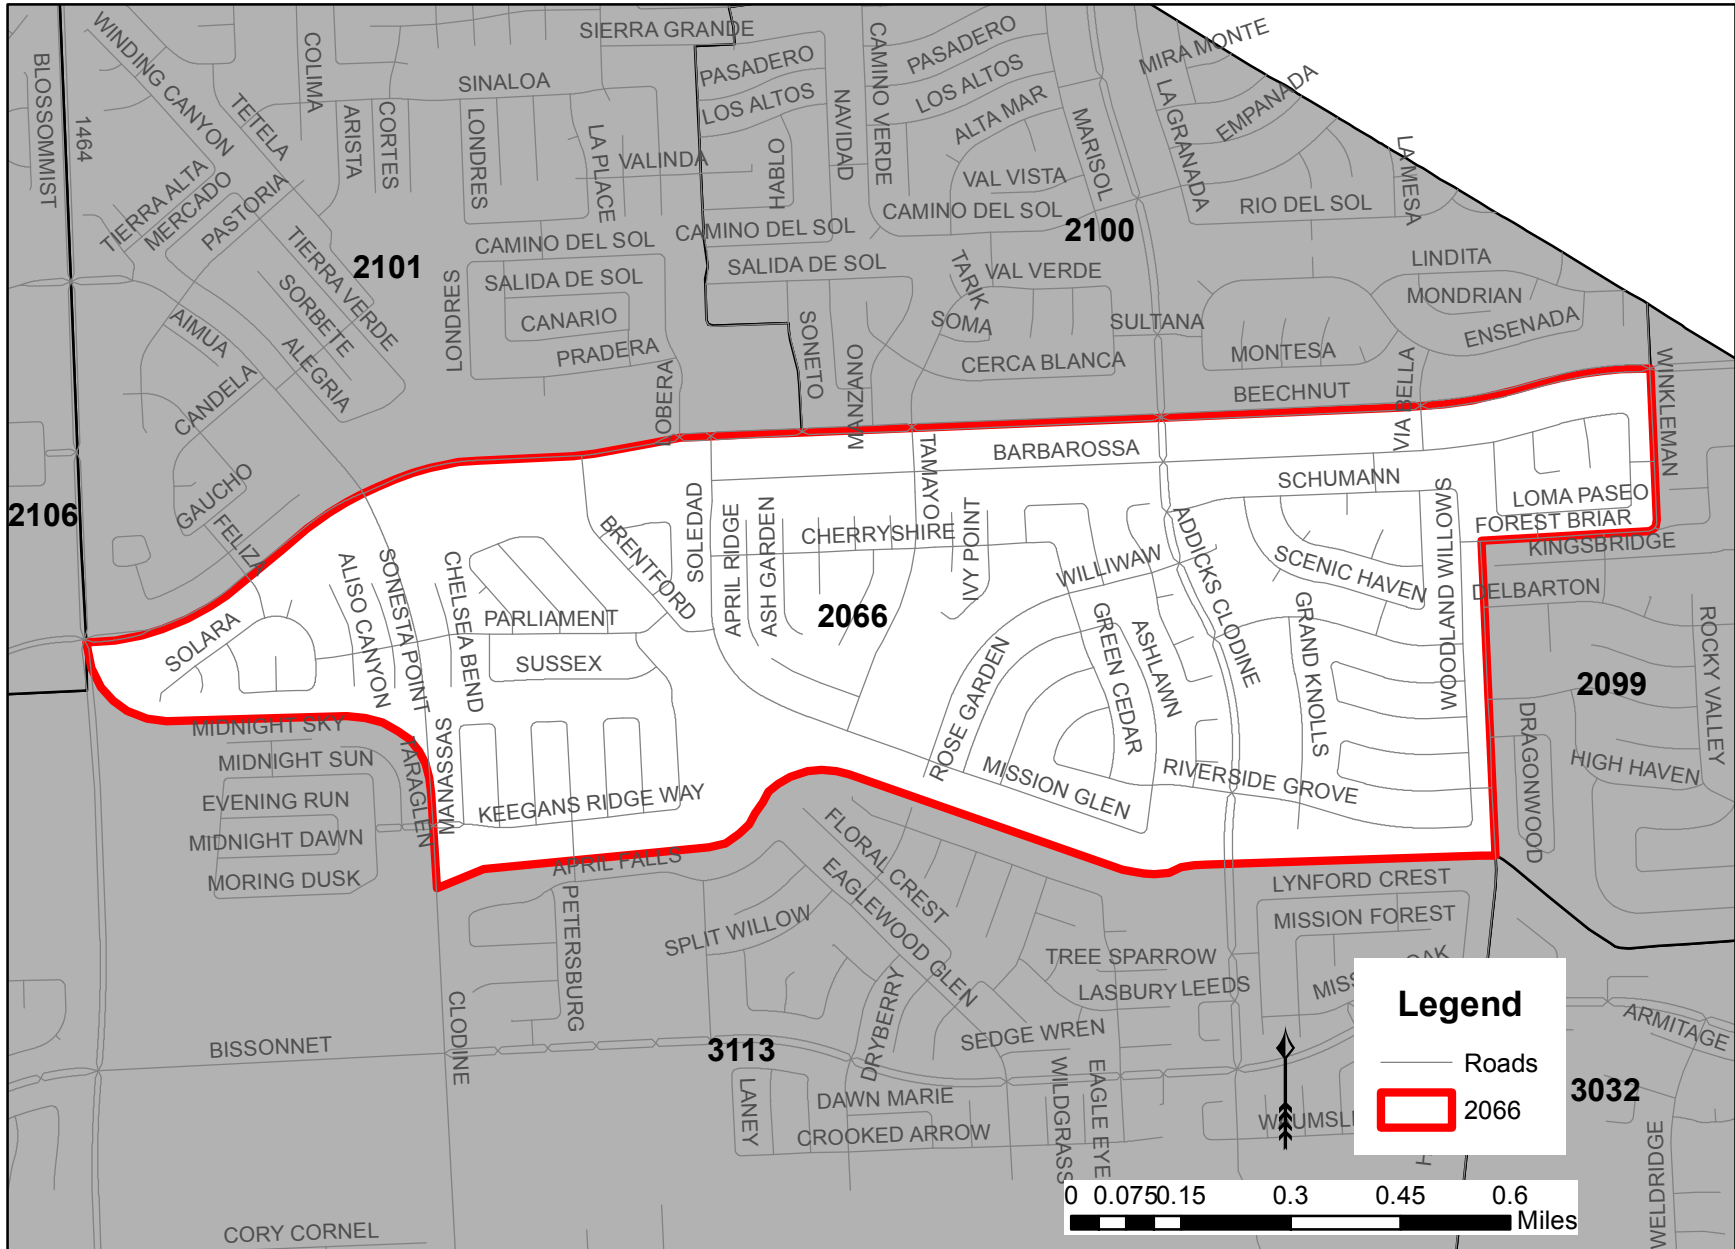 SIERRA GRANDE
WINDING CANYON
BLOSSOMMIST
1464
COLIMA
TETELA
ARISTA
CORTES
SINALOA
LONDRES
LA PLACE
VALINDA
PASADERO
LOS ALTOS
HABLO
NAVIDAD
CAMINO VERDE
PASADERO
LOS ALTOS
ALTA MAR
MARISOL
MIRA MONTE
LA GRANADA
EMPANADA
LA MESA
VAL VISTA
CAMINO DEL SOL
RIO DEL SOL
2100
TIERRA ALTA
MERCADO
PASTORIA
TIERRA VERDE
SORBETE
2101
CAMINO DEL SOL
CAMINO DEL SOL
SALIDA DE SOL
SALIDA DE SOL
LONDRES
CANARIO
PRADERA
LOBERA
SONETO
MANZANO
TARIK
VAL VERDE
SOMA
SULTANA
CERCA BLANCA
MONTESA
LINDITA
MONDRIAN
ENSENADA
AIMUA
ALEGRIA
CANDELA
GAUCHO
FELIZA
BEECHNUT
VIA BELLA
WINKLEMAN
2106
BARBAROSSA
TAMAYO
SCHUMANN
LOMA PASEO
FOREST BRIAR
KINGSBRIDGE
DELBARTON
SOLEDAD
BRENTFORD
APRIL RIDGE
ASH GARDEN
CHERRYSHIRE
IVY POINT
WILLIWAW
ADDICKS CLODINE
SCENIC HAVEN
WOODLAND WILLOWS
ALISO CANYON
SONESTA POINT
CHELSEA BEND
PARLIAMENT
SUSSEX
SOLARA
2066
GREEN CEDAR
ASHLAWN
GRAND KNOLLS
ROSE GARDEN
MISSION GLEN
RIVERSIDE GROVE
ROCKY VALLEY
2099
DRAGONWOOD
HIGH HAVEN
MIDNIGHT SKY
MIDNIGHT SUN
EVENING RUN
MIDNIGHT DAWN
MORING DUSK
TARAGLEN
MANASSAS
KEEGANS RIDGE WAY
APRIL FALLS
PETERSBURG
SPLIT WILLOW
FLORAL CREST
EAGLEWOOD GLEN
DRYBERRY
LYNFORD CREST
MISSION FOREST
TREE SPARROW
LASBURY
LEEDS
SEDGE WREN
CLODINE
BISSONNET
3113
LANEY
DAWN MARIE
CROOKED ARROW
WILDGRASS
EAGLE EYE
ARMITAGE
3032
WELDRIDGE
CORY CORNEL
Legend
Roads
2066
0 0.075 0.15 0.3 0.45 0.6
Miles